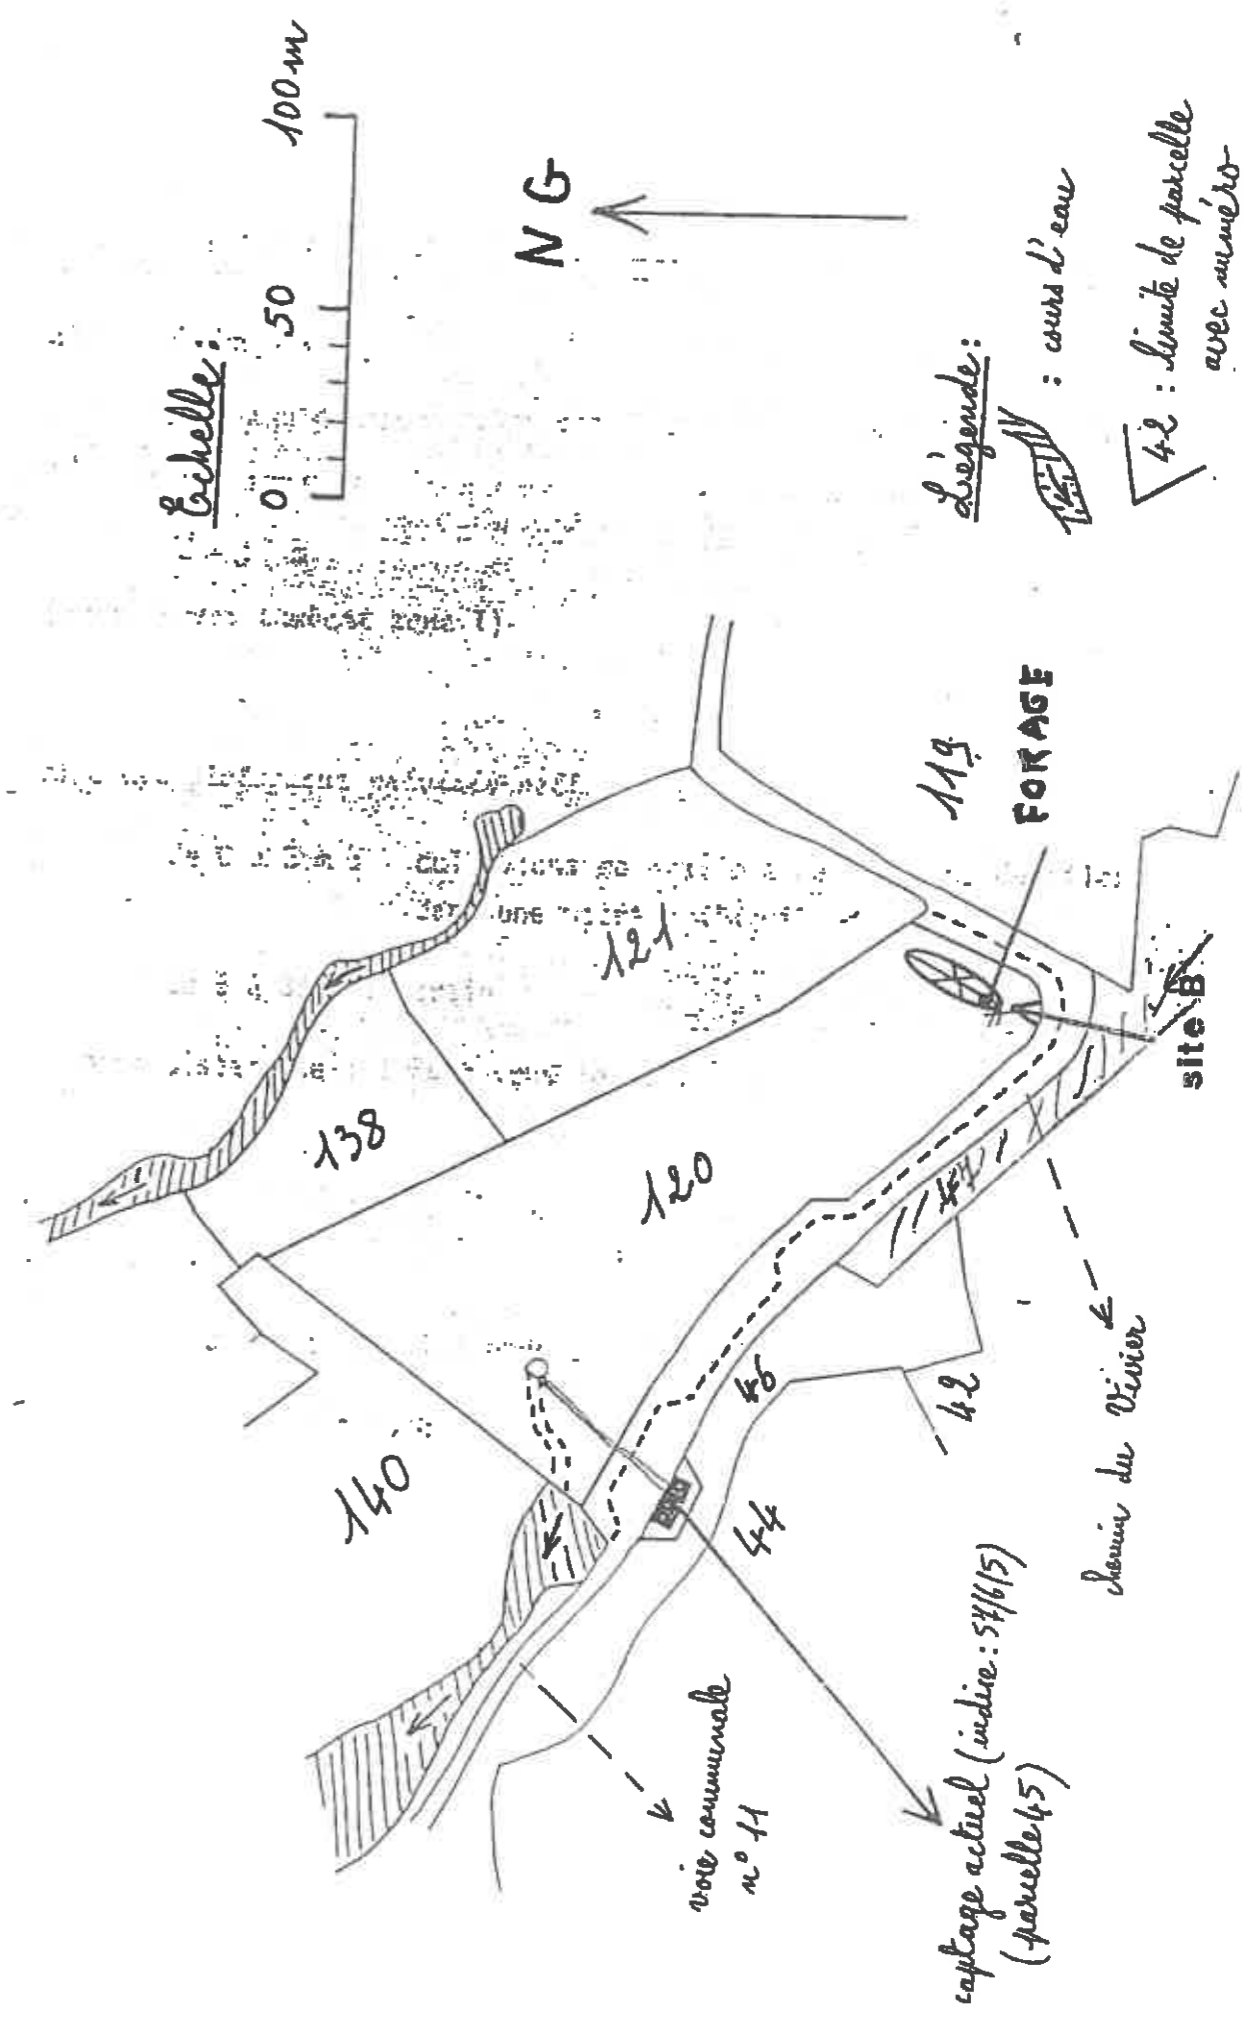 Echelle :
0 50 100m
N G
140
138
121
120
119
FORAGE
site B
47
46
42
44
voie communale
n° 11
captage actuel (indice : 57/6/5)
(parcelle 45)
chemin du Vivier
Légende :
: cours d'eau
42 : limite de parcelle
avec numéro